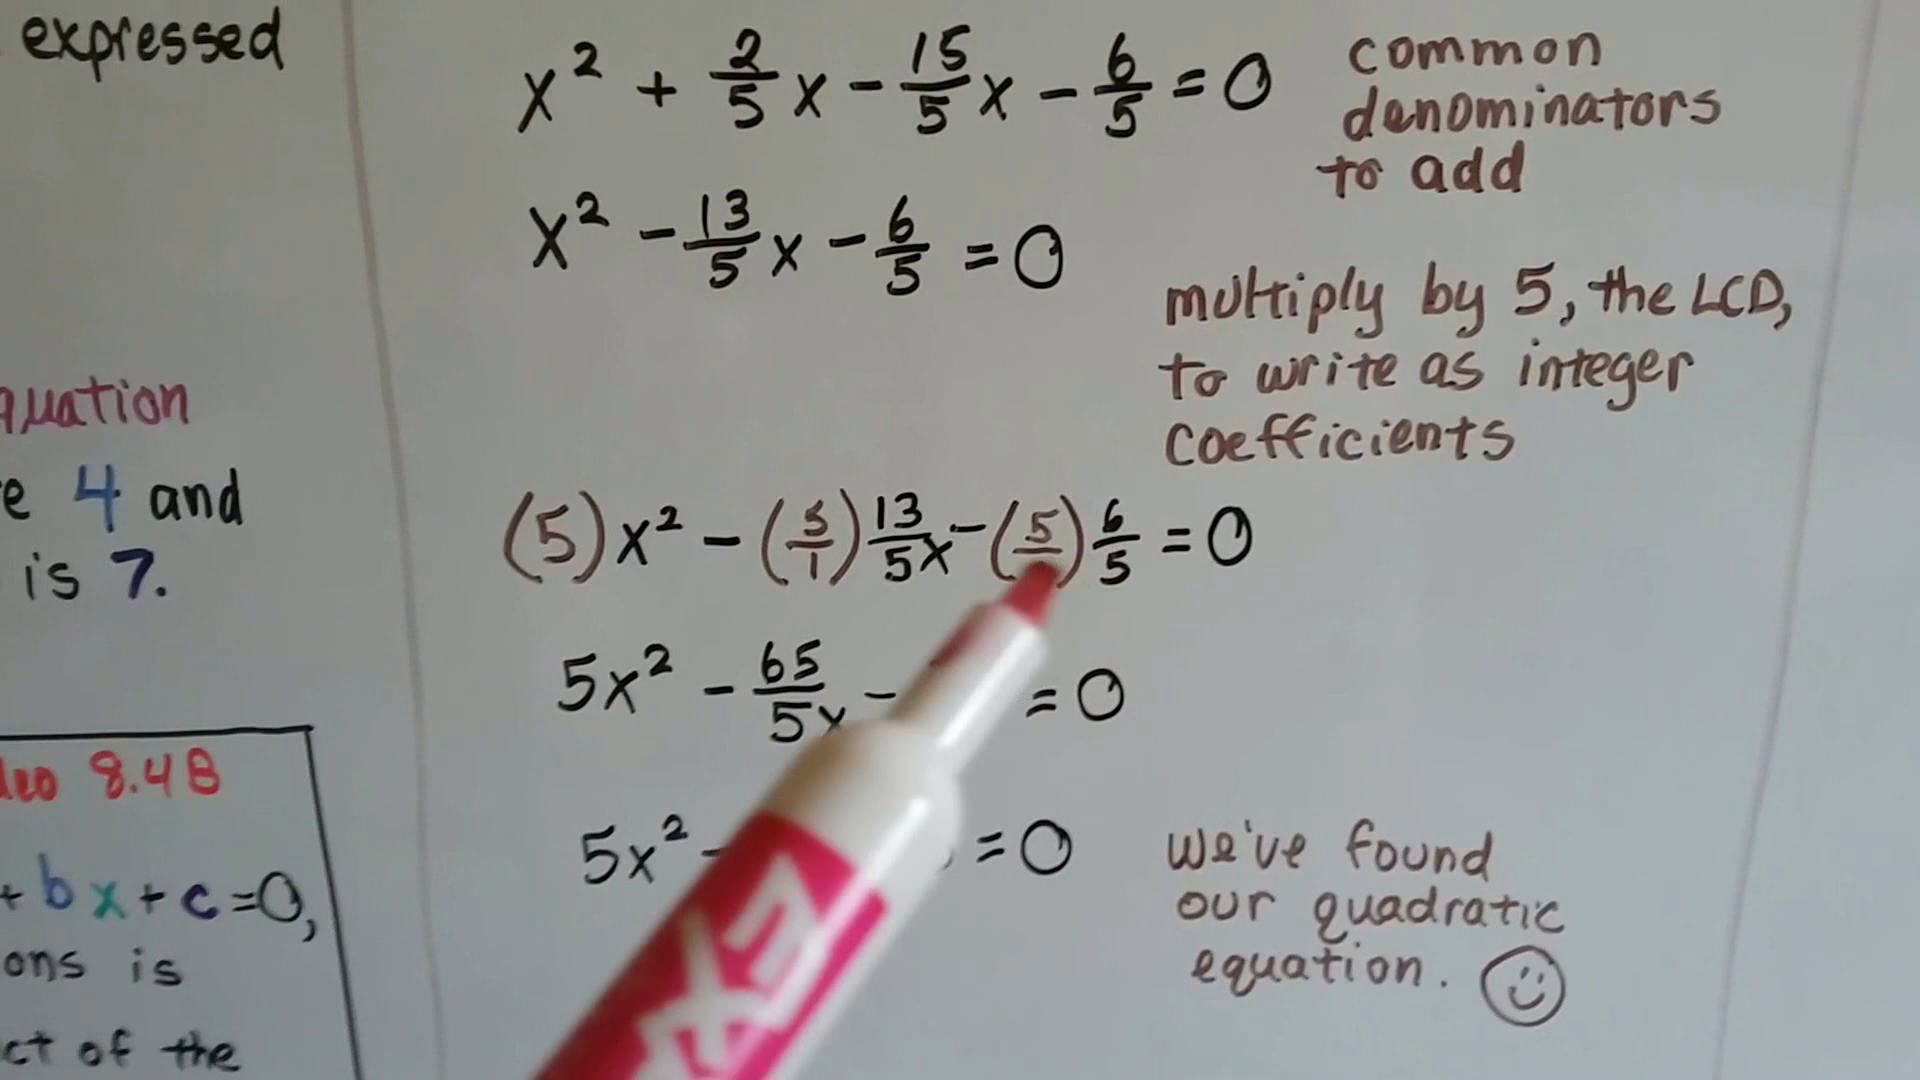 expressed
quation
e 4 and
is 7.
deo 8.4B
+ bx + c = 0,
ons is
ct of the
x² + 2/5 x - 15/5 x - 6/5 = 0
common
denominators
to add
x² - 13/5 x - 6/5 = 0
multiply by 5, the LCD,
to write as integer
coefficients
(5)x² - (5/1) 13/5 x - (5/) 6/5 = 0
5x² - 65/5 x - = 0
5x² - = 0
we've found
our quadratic
equation.